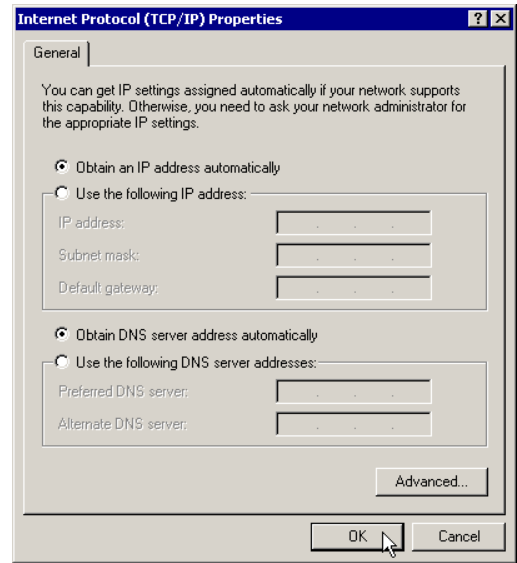 Internet Protocol (TCP/IP) Properties
General
You can get IP settings assigned automatically if your network supports
this capability. Otherwise, you need to ask your network administrator for
the appropriate IP settings.
Obtain an IP address automatically
Use the following IP address:
IP address:
Subnet mask:
Default gateway:
Obtain DNS server address automatically
Use the following DNS server addresses:
Preferred DNS server:
Alternate DNS server:
Advanced...
OK Cancel